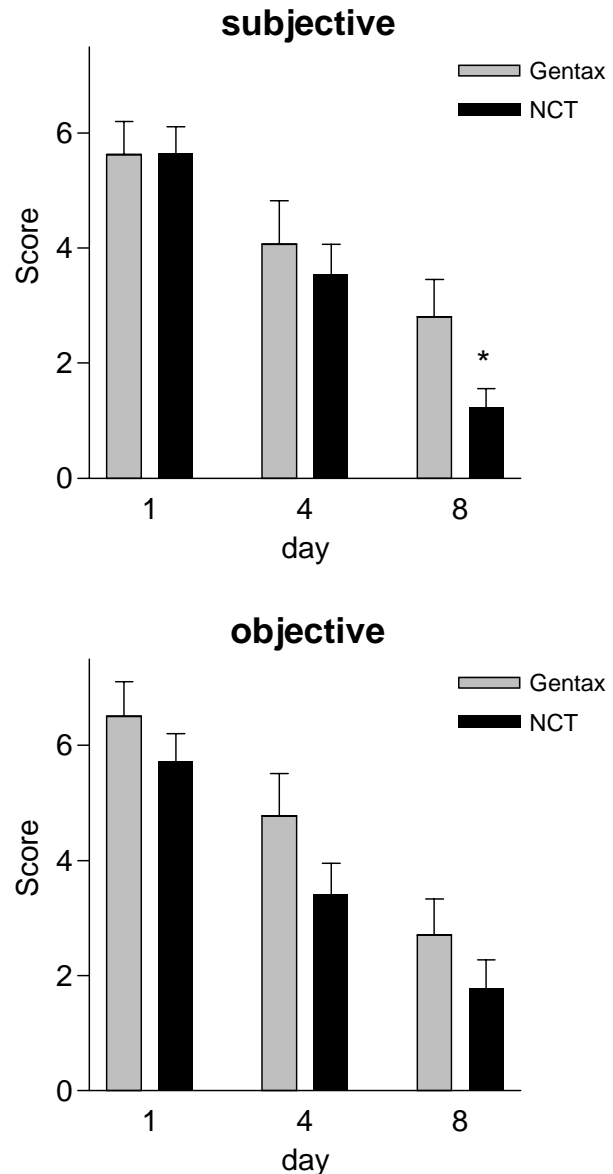 subjective
Gentax
NCT
6
4
2
0
Score
*
1 4 8
day
objective
Gentax
NCT
6
4
2
0
Score
1 4 8
day